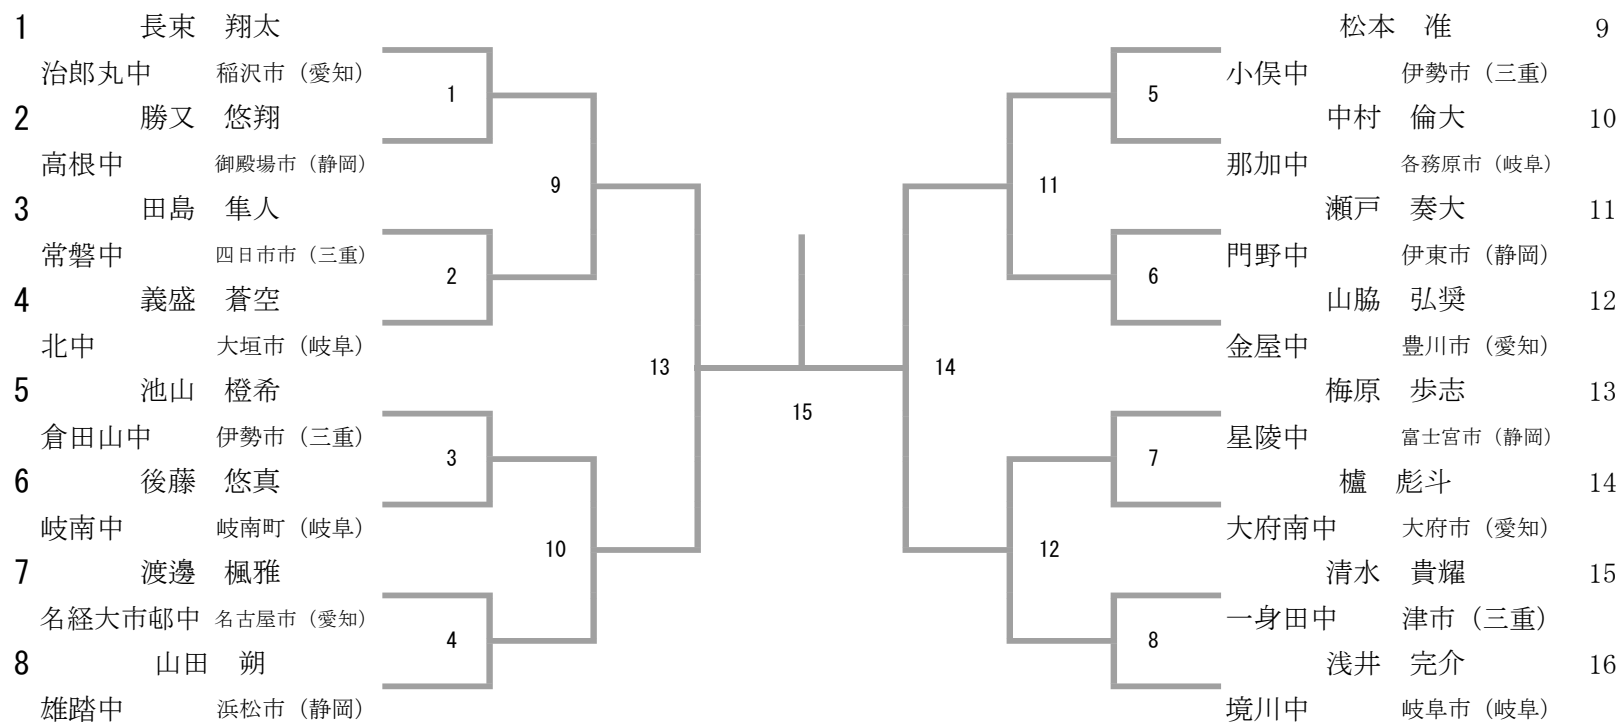 1 長束 翔太
治郎丸中 稲沢市（愛知）
1
2 勝又 悠翔
高根中 御殿場市（静岡）
9
3 田島 隼人
常磐中 四日市市（三重）
2
4 義盛 蒼空
北中 大垣市（岐阜）
13
5 池山 橙希
倉田山中 伊勢市（三重）
3
6 後藤 悠真
岐南中 岐南町（岐阜）
10
7 渡邊 楓雅
名経大市邨中 名古屋市（愛知）
4
8 山田 朔
雄踏中 浜松市（静岡）
15
松本 准 9
小俣中 伊勢市（三重）
5
中村 倫大 10
那加中 各務原市（岐阜）
11
瀬戸 奏大 11
門野中 伊東市（静岡）
6
山脇 弘奨 12
金屋中 豊川市（愛知）
14
梅原 歩志 13
星陵中 富士宮市（静岡）
7
櫨 彪斗 14
大府南中 大府市（愛知）
12
清水 貴耀 15
一身田中 津市（三重）
8
浅井 完介 16
境川中 岐阜市（岐阜）